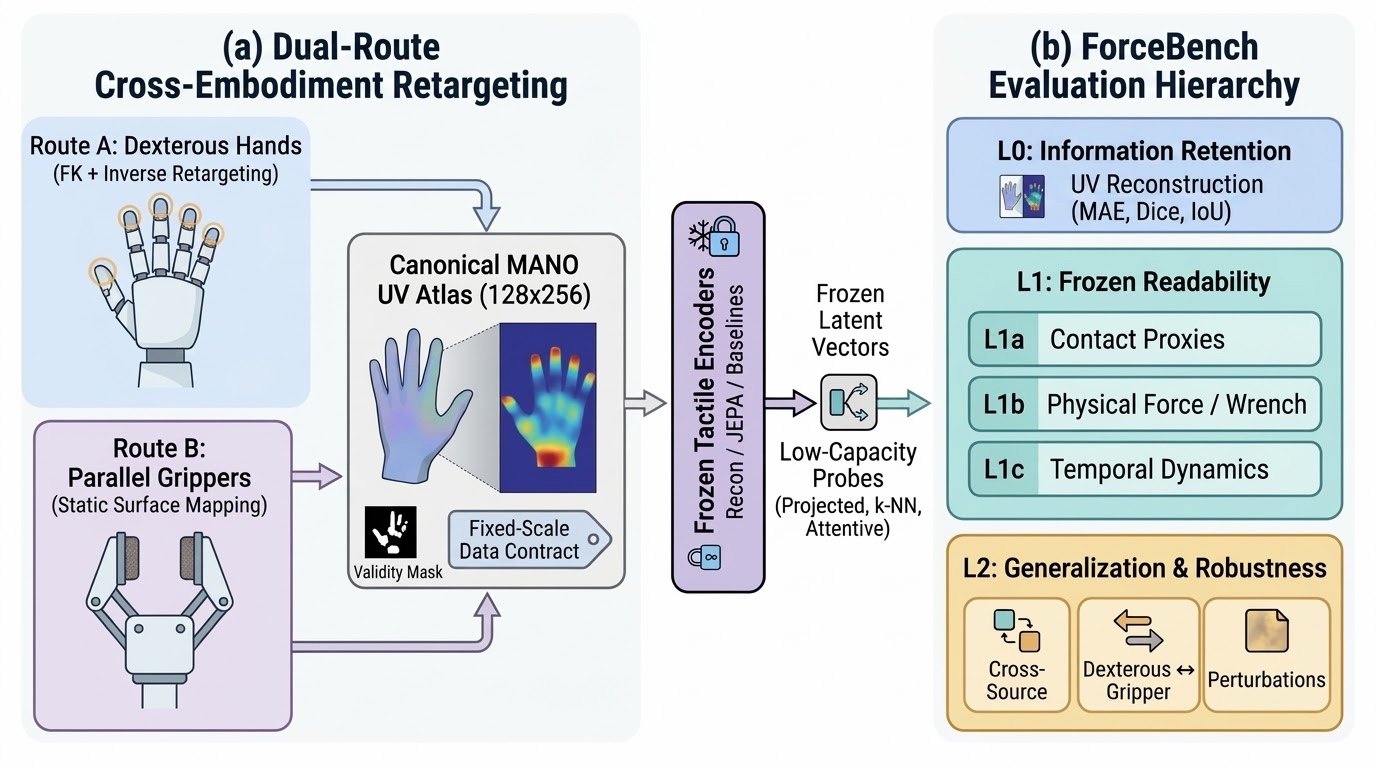 (a) Dual-Route
Cross-Embodiment Retargeting
Route A: Dexterous Hands
(FK + Inverse Retargeting)
Route B:
Parallel Grippers
(Static Surface Mapping)
Canonical MANO
UV Atlas (128x256)
Validity Mask
Fixed-Scale
Data Contract
Frozen Tactile Encoders
Recon / JEPA / Baselines
Frozen
Latent
Vectors
Low-Capacity
Probes
(Projected, k-NN,
Attentive)
(b) ForceBench
Evaluation Hierarchy
L0: Information Retention
UV Reconstruction
(MAE, Dice, IoU)
L1: Frozen Readability
L1a Contact Proxies
L1b Physical Force / Wrench
L1c Temporal Dynamics
L2: Generalization & Robustness
Cross-
Source
Dexterous ↔
Gripper
Perturbations